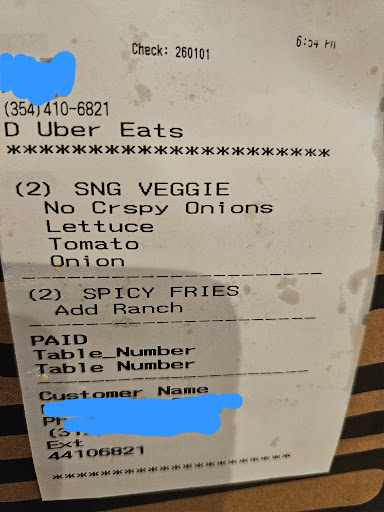 Check: 260101
6:54 PM
(354)410-6821
D Uber Eats
*********************
(2) SNG VEGGIE
No Crspy Onions
Lettuce
Tomato
Onion
(2) SPICY FRIES
Add Ranch
PAID
Table_Number
Table Number
Customer Name
Ext
44106821
*********************